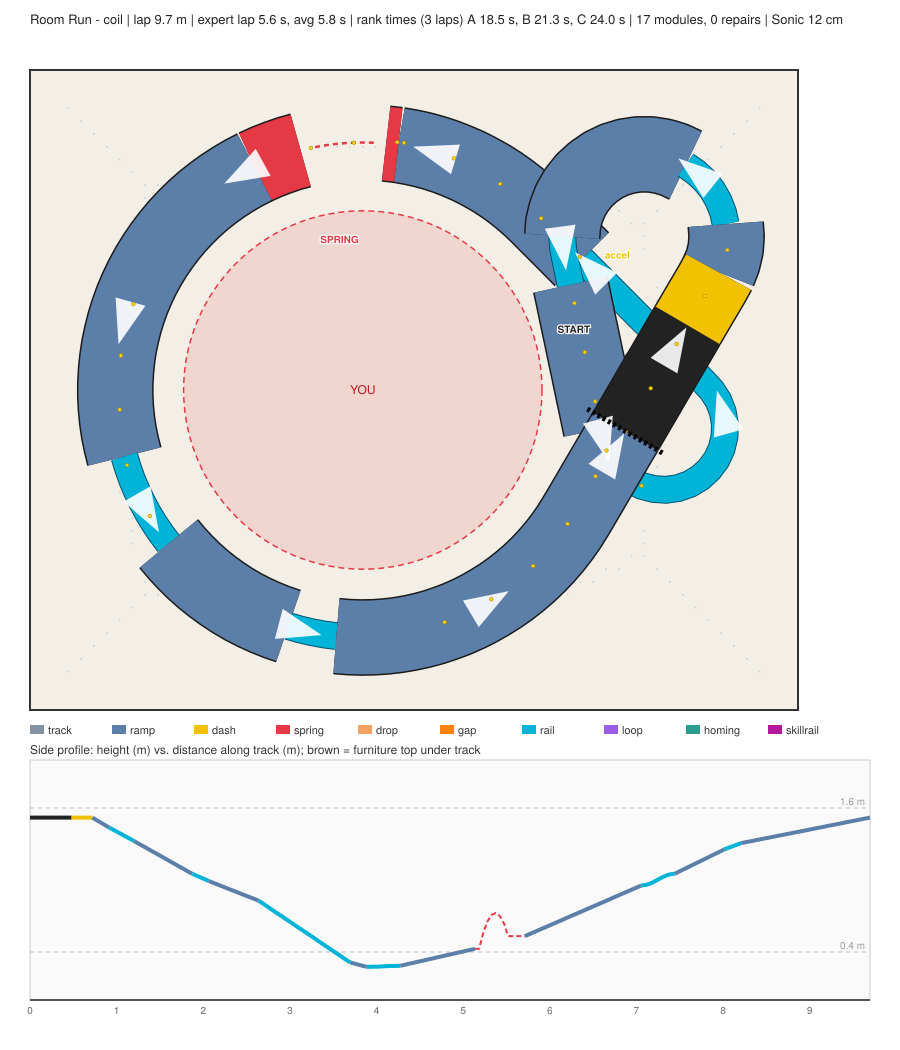 Room Run - coil | lap 9.7 m | expert lap 5.6 s, avg 5.8 s | rank times (3 laps) A 18.5 s, B 21.3 s, C 24.0 s | 17 modules, 0 repairs | Sonic 12 cm
SPRING
accel
START
YOU
track ramp dash spring drop gap rail loop homing skillrail
Side profile: height (m) vs. distance along track (m); brown = furniture top under track
1.6 m
0.4 m
0 1 2 3 4 5 6 7 8 9